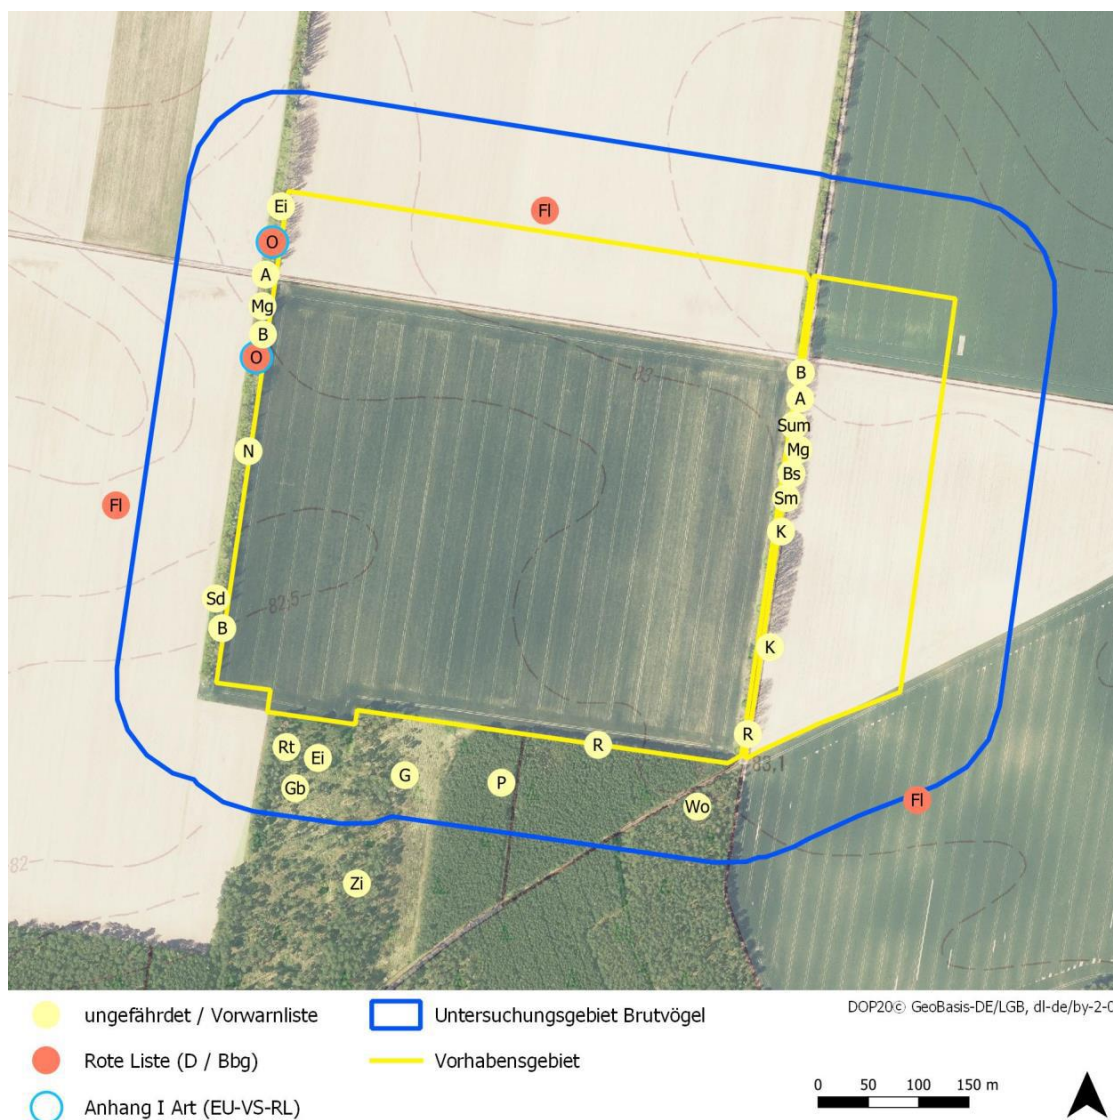 Ei
Fl
O
A
Mg
B
O
83
B
A
Sum
Mg
Bs
Sm
K
N
Fl
Sd
B
82,5
K
R
R
83,1
Rt
Ei
Gb
G
P
Wo
Fl
82
Zi
ungefährdet / Vorwarnliste
Untersuchungsgebiet Brutvögel
DOP20© GeoBasis-DE/LGB, dl-de/by-2-0
Rote Liste (D / Bbg)
Vorhabensgebiet
Anhang I Art (EU-VS-RL)
0 50 100 150 m